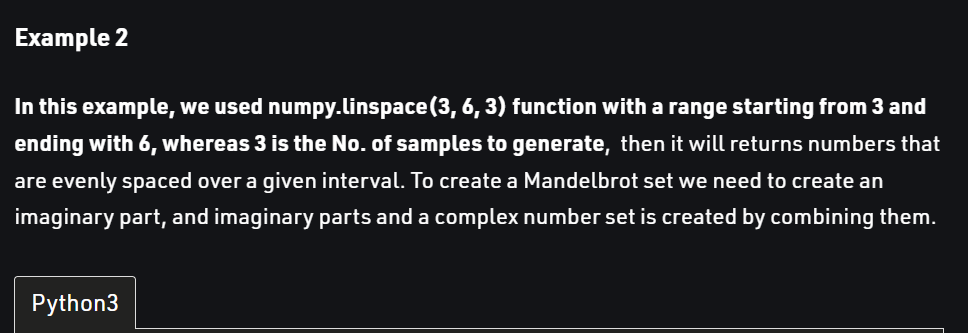 Example 2
In this example, we used numpy.linspace(3, 6, 3) function with a range starting from 3 and
ending with 6, whereas 3 is the No. of samples to generate, then it will returns numbers that
are evenly spaced over a given interval. To create a Mandelbrot set we need to create an
imaginary part, and imaginary parts and a complex number set is created by combining them.
Python3